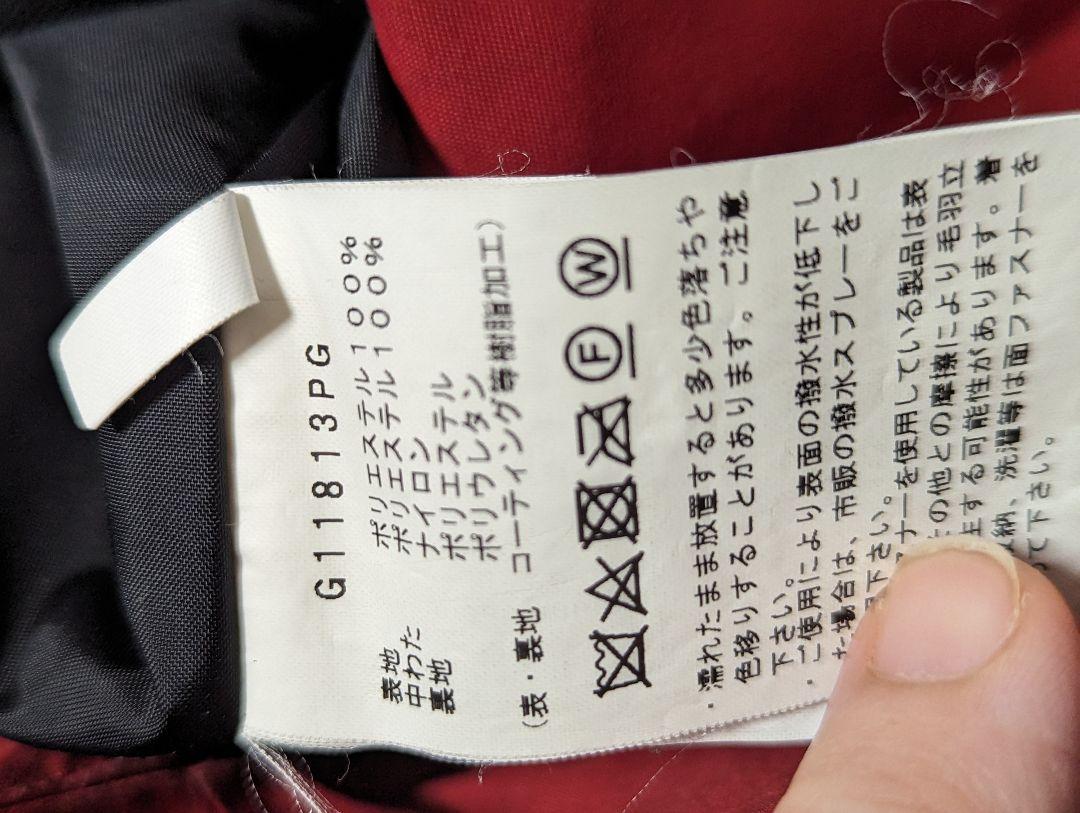 G11813PG
表地 ポリエステル100%
中わた ポリエステル100%
裏地 ナイロン
ポリエステル
ポリウレタン
(表・裏地 コーティング等樹脂加工)
F W
・濡れたまま放置すると多少色落ちや
色移りすることがあります。ご注意
下さい。
・ご使用により表面の撥水性が低下し
た場合は、市販の撥水スプレーをご
下さい。
ナーを使用している製品は表
の他との摩擦により毛羽立
する可能性があります。着
納、洗濯等は面ファスナーを
て下さい。